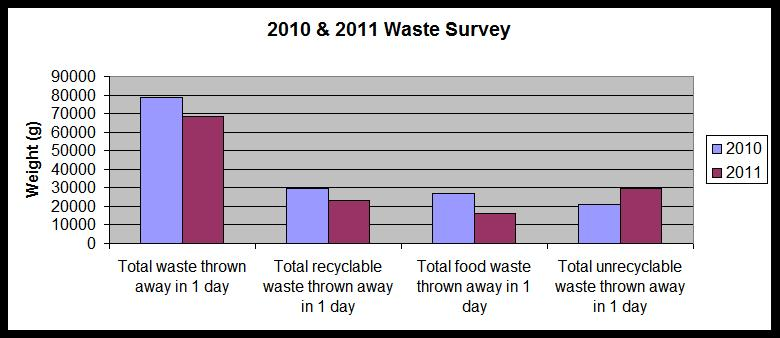 2010 & 2011 Waste Survey
90000
80000
70000
60000
50000
40000
30000
20000
10000
0
Weight (g)
2010
2011
Total waste thrown
away in 1 day
Total recyclable
waste thrown away
in 1 day
Total food waste
thrown away in 1
day
Total unrecyclable
waste thrown away
in 1 day